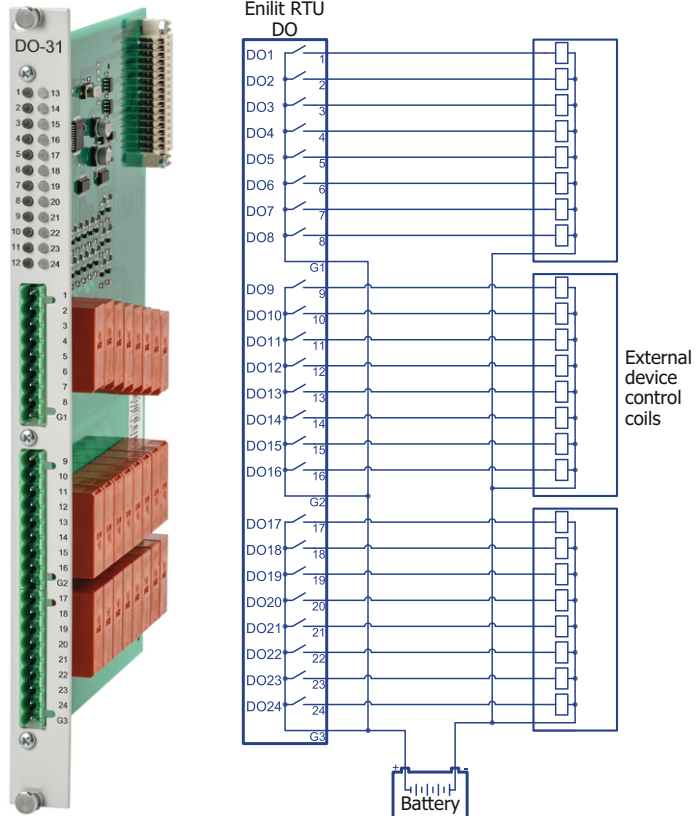 DO-31
1 13
2 14
3 15
4 16
5 17
6 18
7 19
8 20
9 21
10 22
11 23
12 24
1
2
3
4
5
6
7
8
G1
9
10
11
12
13
14
15
16
G2
17
18
19
20
21
22
23
24
G3
Enilit RTU
DO
DO1 1
DO2 2
DO3 3
DO4 4
DO5 5
DO6 6
DO7 7
DO8 8
G1
DO9 9
DO10 10
DO11 11
DO12 12
DO13 13
DO14 14
DO15 15
DO16 16
G2
DO17 17
DO18 18
DO19 19
DO20 20
DO21 21
DO22 22
DO23 23
DO24 24
G3
External
device
control
coils
+ -
Battery